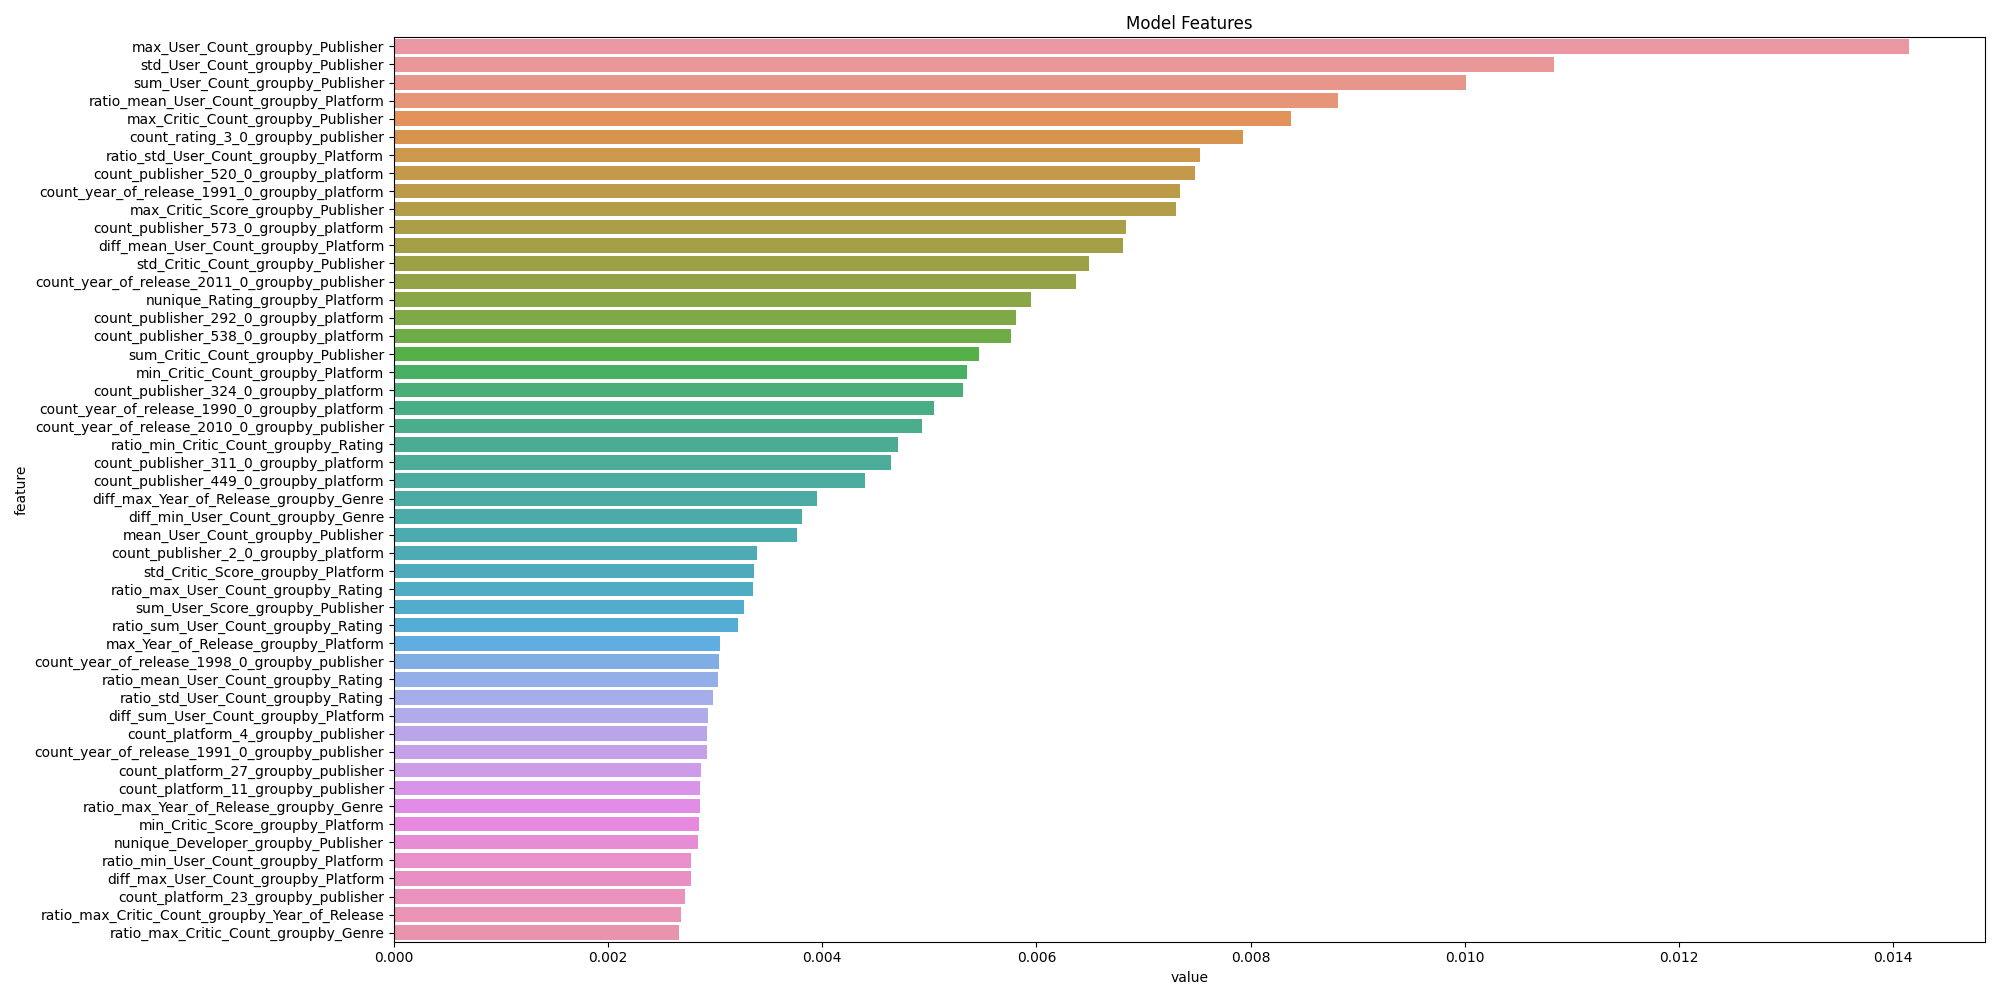 Model Features
max_User_Count_groupby_Publisher
std_User_Count_groupby_Publisher
sum_User_Count_groupby_Publisher
ratio_mean_User_Count_groupby_Platform
max_Critic_Count_groupby_Publisher
count_rating_3_0_groupby_publisher
ratio_std_User_Count_groupby_Platform
count_publisher_520_0_groupby_platform
count_year_of_release_1991_0_groupby_platform
max_Critic_Score_groupby_Publisher
count_publisher_573_0_groupby_platform
diff_mean_User_Count_groupby_Platform
std_Critic_Count_groupby_Publisher
count_year_of_release_2011_0_groupby_publisher
nunique_Rating_groupby_Platform
count_publisher_292_0_groupby_platform
count_publisher_538_0_groupby_platform
sum_Critic_Count_groupby_Publisher
min_Critic_Count_groupby_Platform
count_publisher_324_0_groupby_platform
count_year_of_release_1990_0_groupby_platform
count_year_of_release_2010_0_groupby_publisher
ratio_min_Critic_Count_groupby_Rating
count_publisher_311_0_groupby_platform
count_publisher_449_0_groupby_platform
diff_max_Year_of_Release_groupby_Genre
diff_min_User_Count_groupby_Genre
mean_User_Count_groupby_Publisher
count_publisher_2_0_groupby_platform
std_Critic_Score_groupby_Platform
ratio_max_User_Count_groupby_Rating
sum_User_Score_groupby_Publisher
ratio_sum_User_Count_groupby_Rating
max_Year_of_Release_groupby_Platform
count_year_of_release_1998_0_groupby_publisher
ratio_mean_User_Count_groupby_Rating
ratio_std_User_Count_groupby_Rating
diff_sum_User_Count_groupby_Platform
count_platform_4_groupby_publisher
count_year_of_release_1991_0_groupby_publisher
count_platform_27_groupby_publisher
count_platform_11_groupby_publisher
ratio_max_Year_of_Release_groupby_Genre
min_Critic_Score_groupby_Platform
nunique_Developer_groupby_Publisher
ratio_min_User_Count_groupby_Platform
diff_max_User_Count_groupby_Platform
count_platform_23_groupby_publisher
ratio_max_Critic_Count_groupby_Year_of_Release
ratio_max_Critic_Count_groupby_Genre
feature
0.000 0.002 0.004 0.006 0.008 0.010 0.012 0.014
value